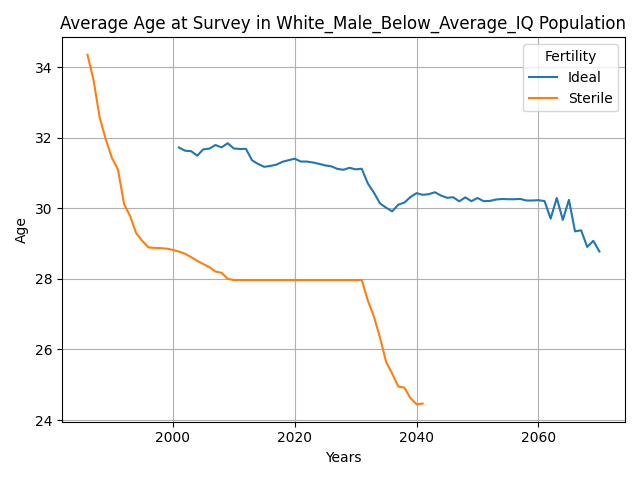 Average Age at Survey in White_Male_Below_Average_IQ Population
Fertility
Ideal
Sterile
34
32
30
28
26
24
Age
2000
2020
2040
2060
Years